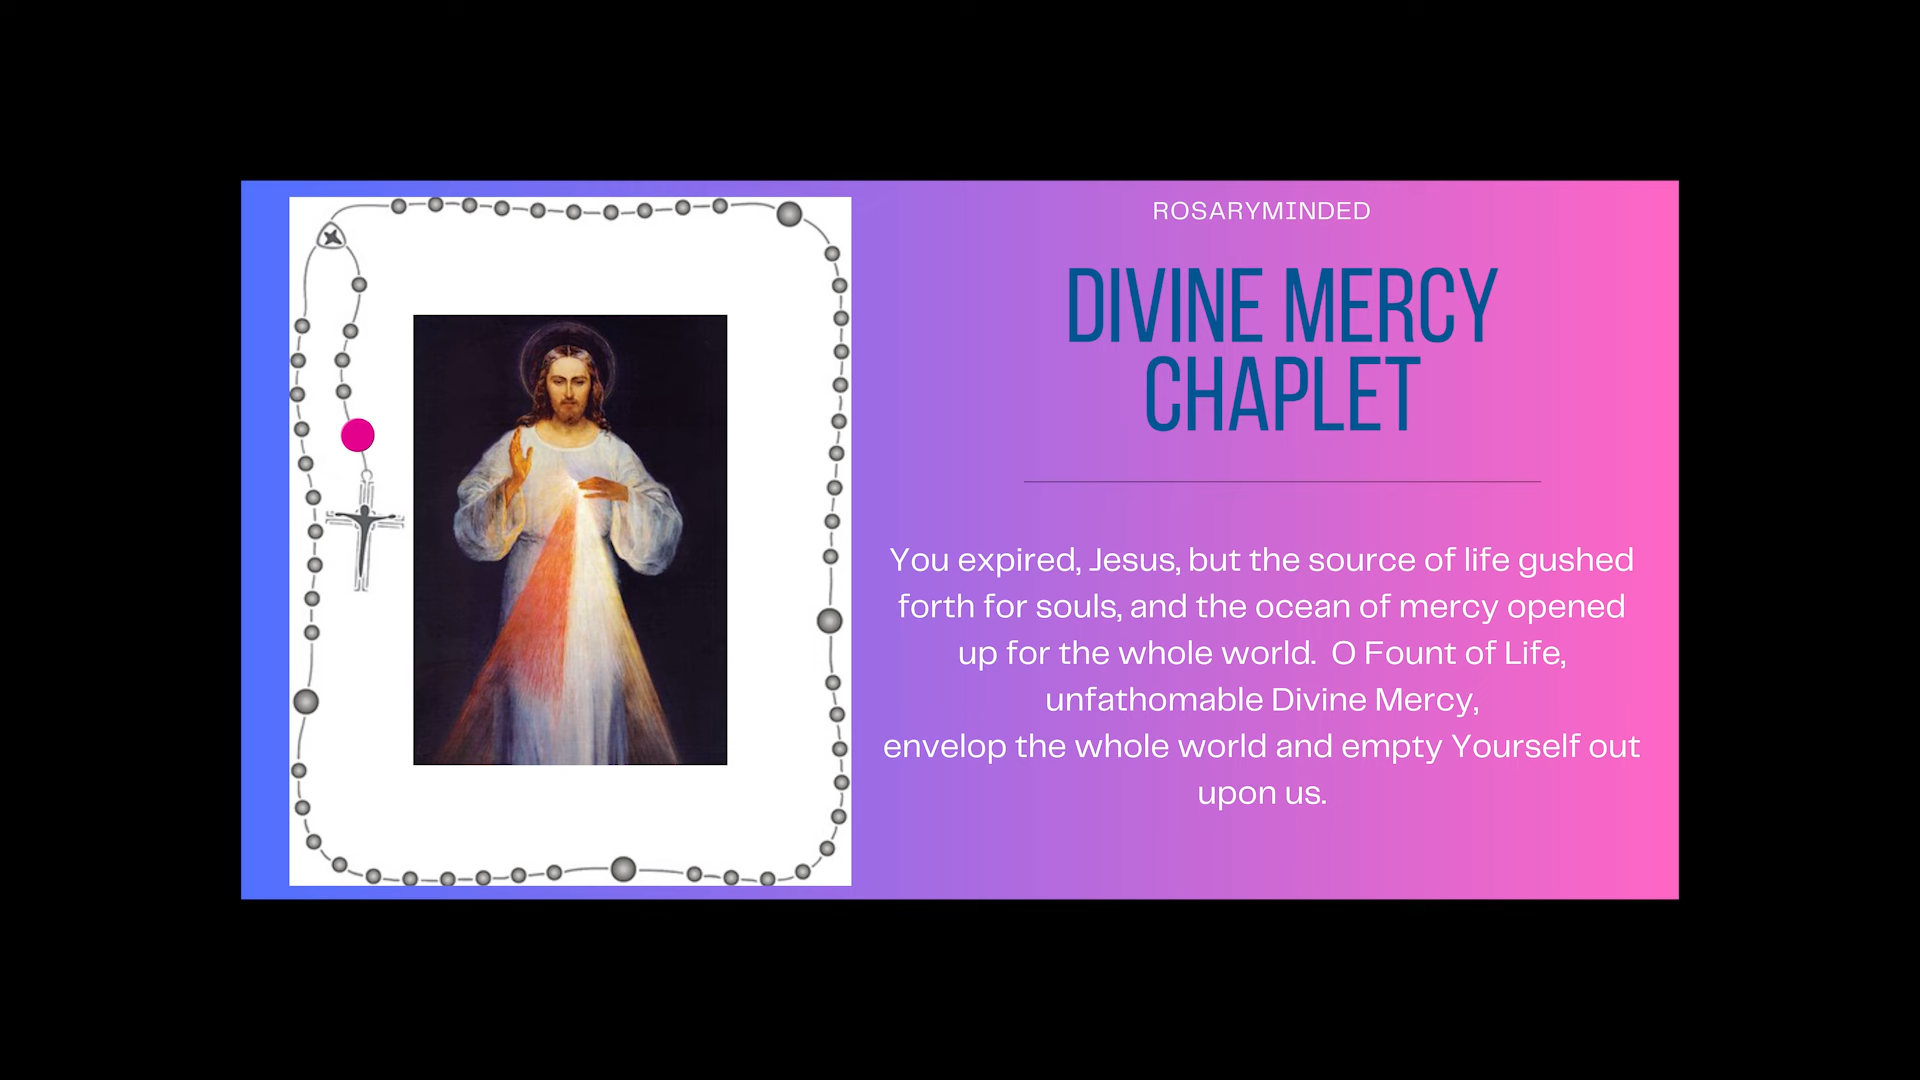 ROSARYMINDED
DIVINE MERCY
CHAPLET
You expired, Jesus, but the source of life gushed
forth for souls, and the ocean of mercy opened
up for the whole world.  O Fount of Life,
unfathomable Divine Mercy,
envelop the whole world and empty Yourself out
upon us.